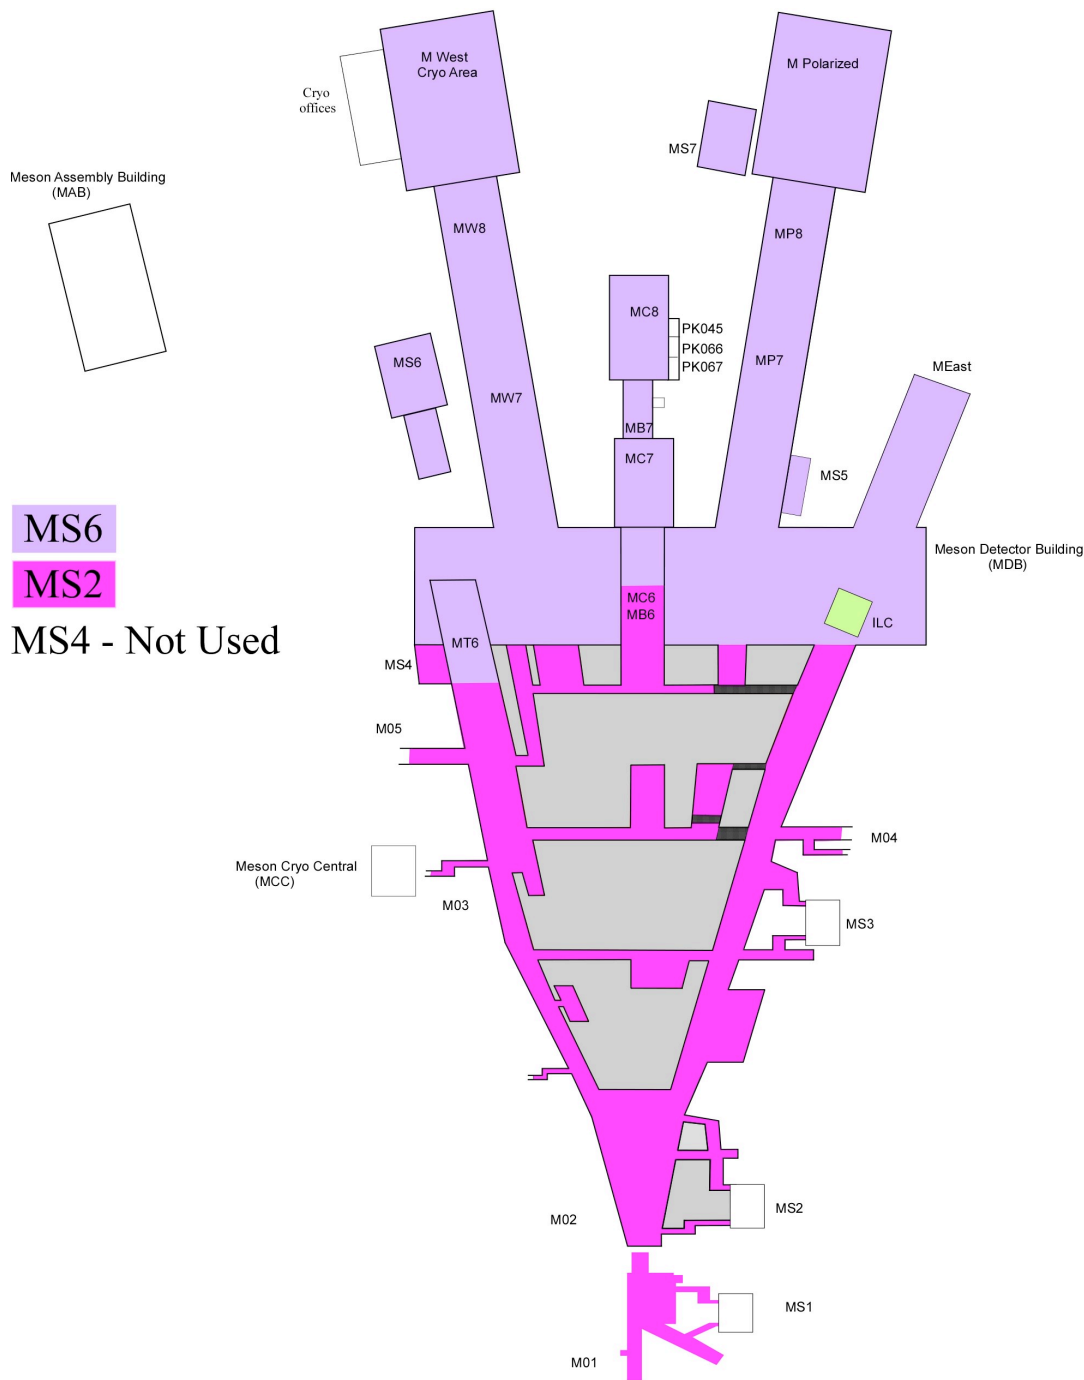 M West
Cryo Area
M Polarized
Cryo
offices
MS7
Meson Assembly Building
(MAB)
MW8
MP8
MC8
PK045
PK066
PK067
MS6
MP7
MEast
MW7
MB7
MC7
MS5
MS6
Meson Detector Building
(MDB)
MS2
MC6
MB6
ILC
MS4 - Not Used
MT6
MS4
M05
M04
Meson Cryo Central
(MCC)
M03
MS3
MS2
M02
MS1
M01